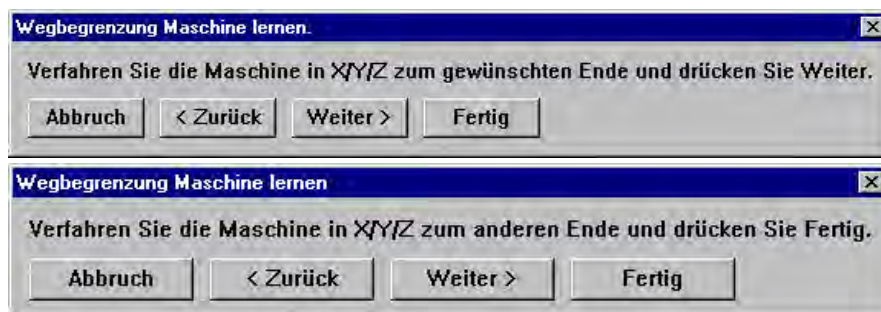 Wegbegrenzung Maschine lernen.
Verfahren Sie die Maschine in X/Y/Z zum gewünschten Ende und drücken Sie Weiter.
Abbruch < Zurück Weiter > Fertig
Wegbegrenzung Maschine lernen
Verfahren Sie die Maschine in X/Y/Z zum anderen Ende und drücken Sie Fertig.
Abbruch < Zurück Weiter > Fertig